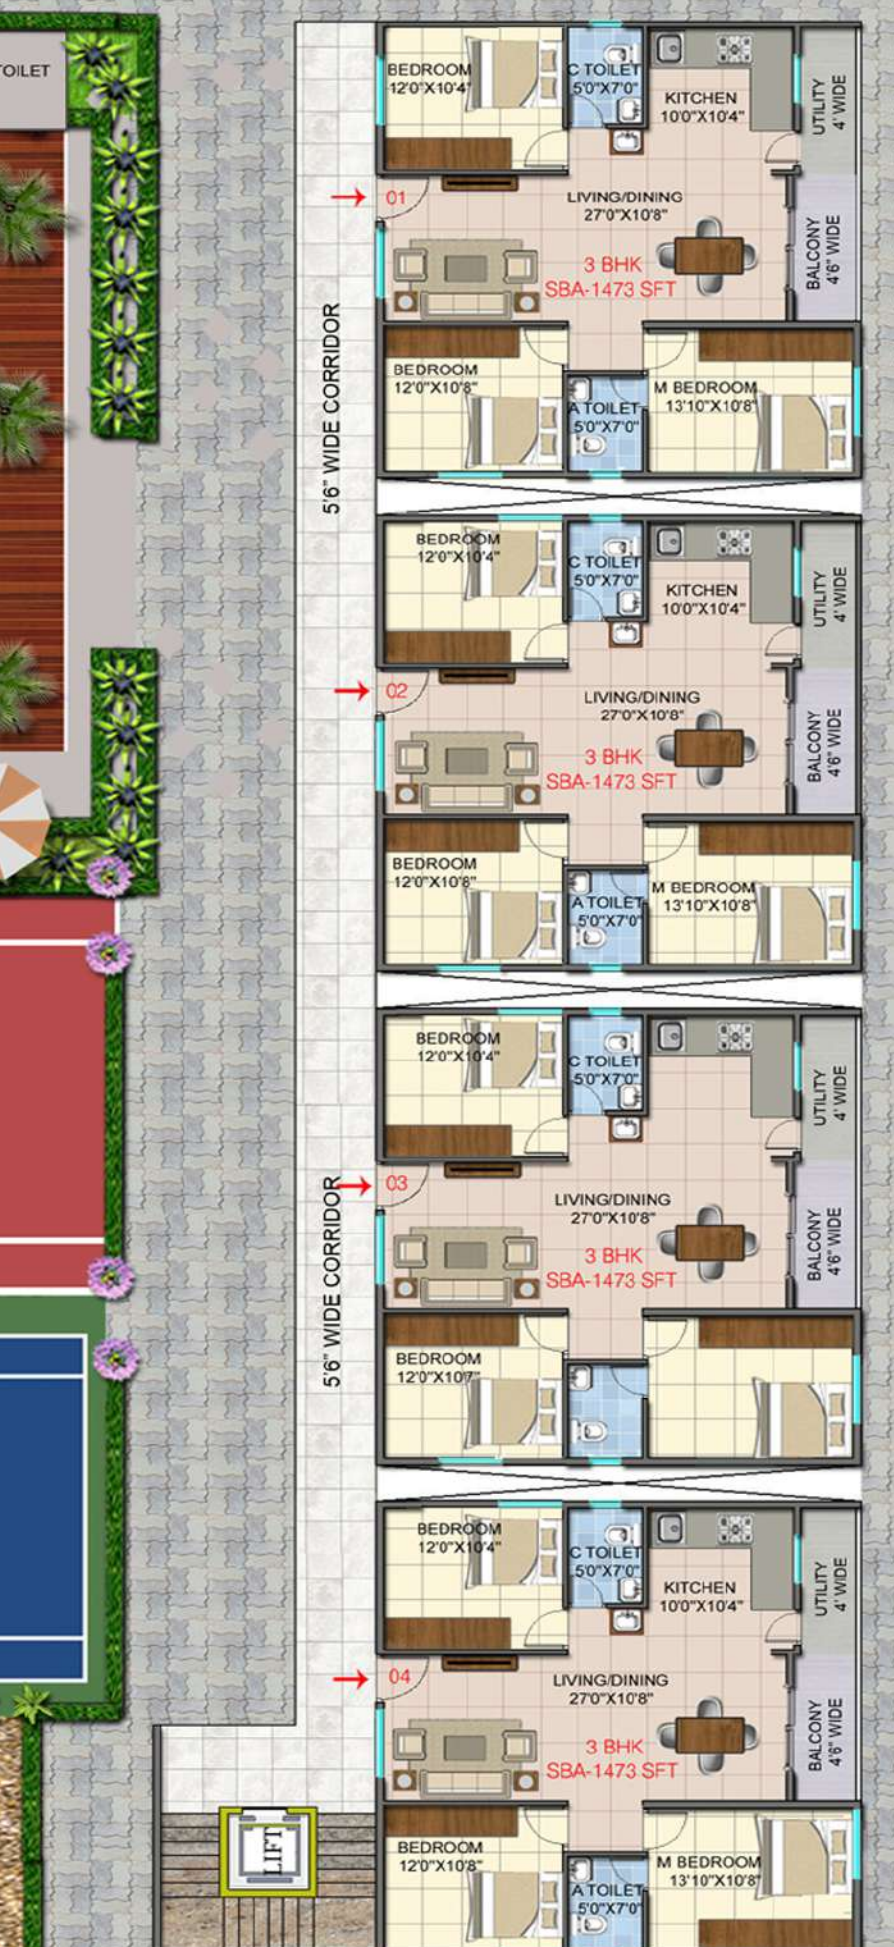 TOILET
5'6" WIDE CORRIDOR
5'6" WIDE CORRIDOR
LIFT
BEDROOM
12'0"X10'4"
C TOILET
5'0"X7'0"
KITCHEN
10'0"X10'4"
UTILITY
4' WIDE
01
LIVING/DINING
27'0"X10'8"
3 BHK
SBA-1473 SFT
BALCONY
4'6" WIDE
BEDROOM
12'0"X10'8"
A TOILET
5'0"X7'0"
M BEDROOM
13'10"X10'8"
BEDROOM
12'0"X10'4"
C TOILET
5'0"X7'0"
KITCHEN
10'0"X10'4"
UTILITY
4' WIDE
02
LIVING/DINING
27'0"X10'8"
3 BHK
SBA-1473 SFT
BALCONY
4'6" WIDE
BEDROOM
12'0"X10'8"
A TOILET
5'0"X7'0"
M BEDROOM
13'10"X10'8"
BEDROOM
12'0"X10'4"
C TOILET
5'0"X7'0"
UTILITY
4' WIDE
03
LIVING/DINING
27'0"X10'8"
3 BHK
SBA-1473 SFT
BALCONY
4'6" WIDE
BEDROOM
12'0"X10'7"
BEDROOM
12'0"X10'4"
C TOILET
5'0"X7'0"
KITCHEN
10'0"X10'4"
UTILITY
4' WIDE
04
LIVING/DINING
27'0"X10'8"
3 BHK
SBA-1473 SFT
BALCONY
4'6" WIDE
BEDROOM
12'0"X10'8"
A TOILET
5'0"X7'0"
M BEDROOM
13'10"X10'8"